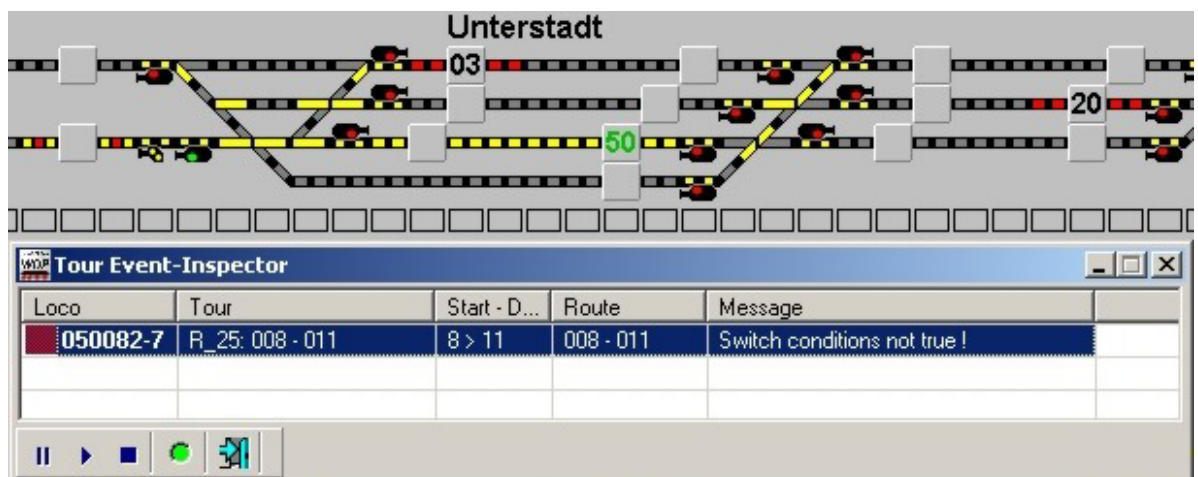 Unterstadt
03
20
50
Tour Event-Inspector
Loco Tour Start - D... Route Message
050082-7 R_25: 008 - 011 8 > 11 008 - 011 Switch conditions not true !